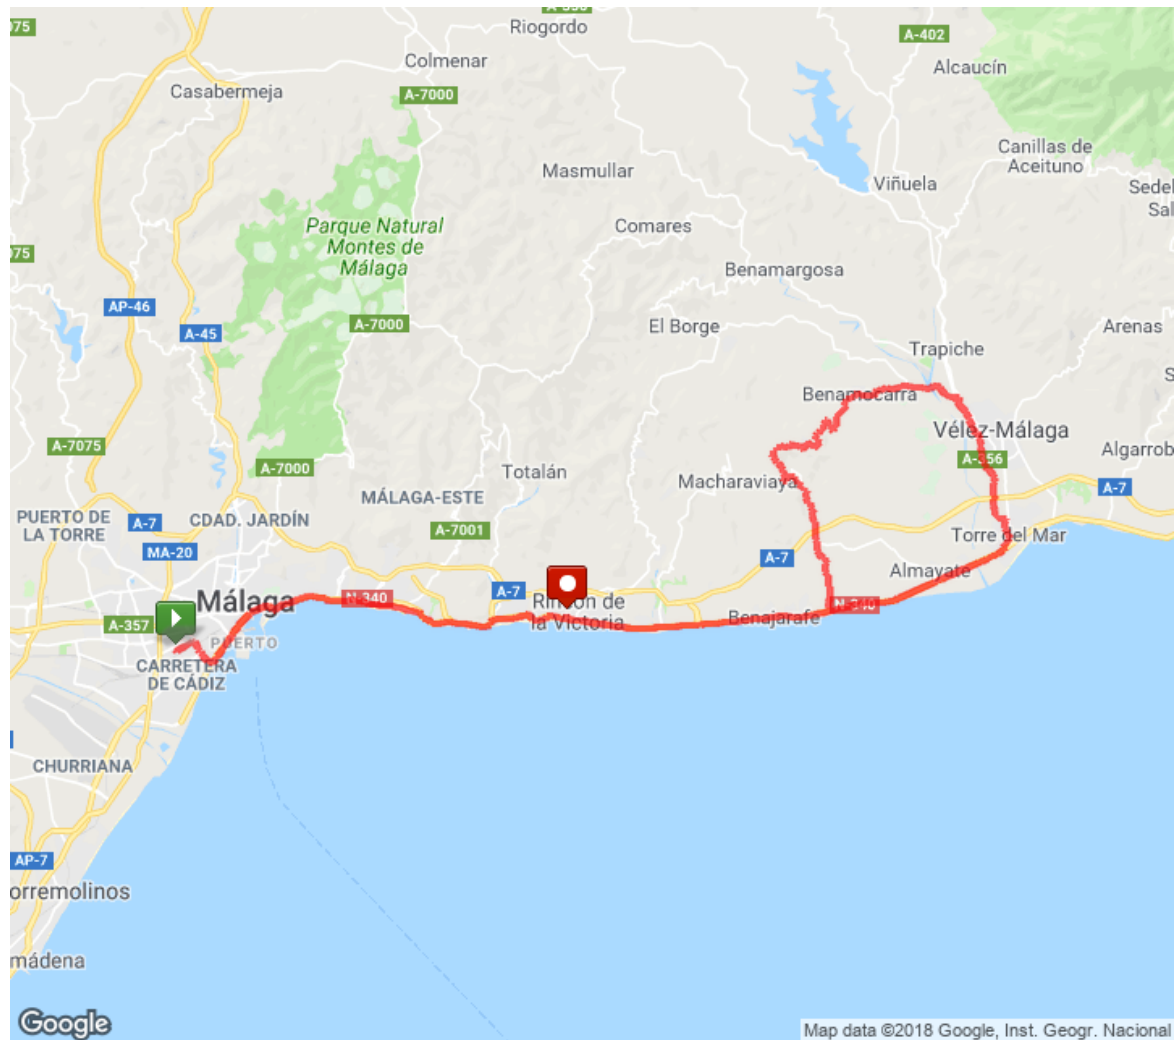 A-356
Riogordo
A-402
075
Colmenar
Alcaucín
Casabermeja
A-7000
Canillas de
Aceituno
Masmullar
Viñuela
Sedel
Sal
Parque Natural
Montes de
Málaga
Comares
075
Benamargosa
AP-46
A-7000
El Borge
Arenas
A-45
Trapiche
S
Benamocarra
Vélez-Málaga
A-7075
A-356
Algarrob
A-7000
Totalán
Macharaviaya
MÁLAGA-ESTE
A-7
PUERTO DE
LA TORRE
A-7
CDAD. JARDÍN
A-7001
Torre del Mar
MA-20
A-7
Almayate
A-7
Málaga
N-340
Rincón de
la Victoria
N-340
Benajarafe
A-357
PUERTO
CARRETERA
DE CÁDIZ
CHURRIANA
AP-7
orremolinos
mádena
Google
Map data ©2018 Google, Inst. Geogr. Nacional